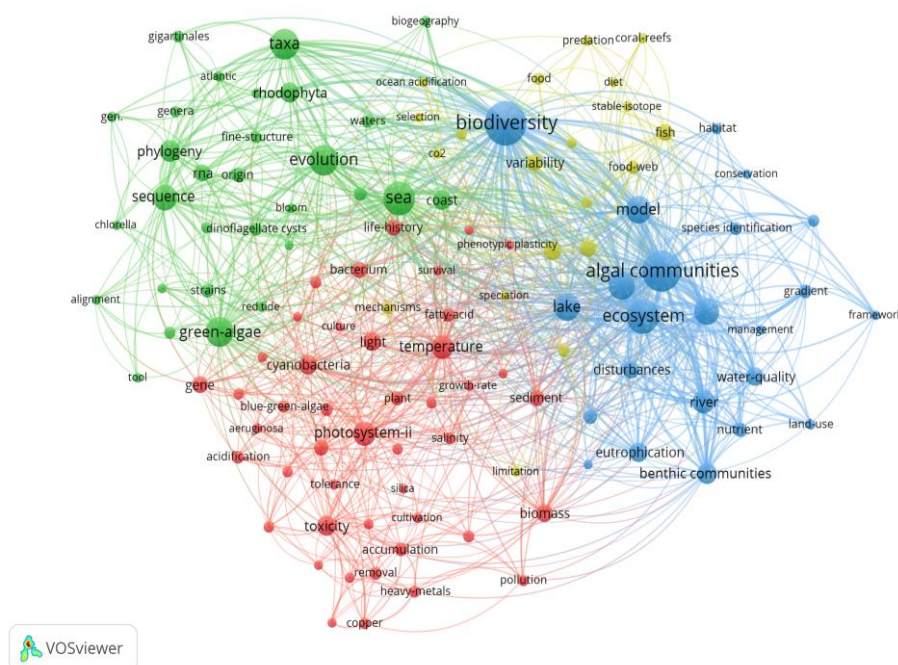 biogeography
gigartinales
taxa
predation
coral-reefs
atlantic
ocean acidification
food
diet
rhodophyta
gen.
genera
stable-isotope
selection
waters
biodiversity
fish
habitat
fine-structure
phylogeny
co2
variability
food-web
evolution
rna
origin
conservation
sequence
sea
coast
bloom
model
chlorella
dinoflagellate cysts
life-history
species identification
phenotypic plasticity
bacterium
survival
algal communities
strains
gradient
alignment
speciation
red tide
mechanisms
lake
fatty-acid
ecosystem
framework
culture
green-algae
management
light
temperature
cyanobacteria
disturbances
tool
water-quality
gene
growth-rate
plant
sediment
blue-green-algae
river
aeruginosa
photosystem-ii
land-use
salinity
nutrient
acidification
eutrophication
limitation
benthic communities
tolerance
silica
biomass
toxicity
cultivation
accumulation
removal
pollution
heavy-metals
copper
VOSviewer